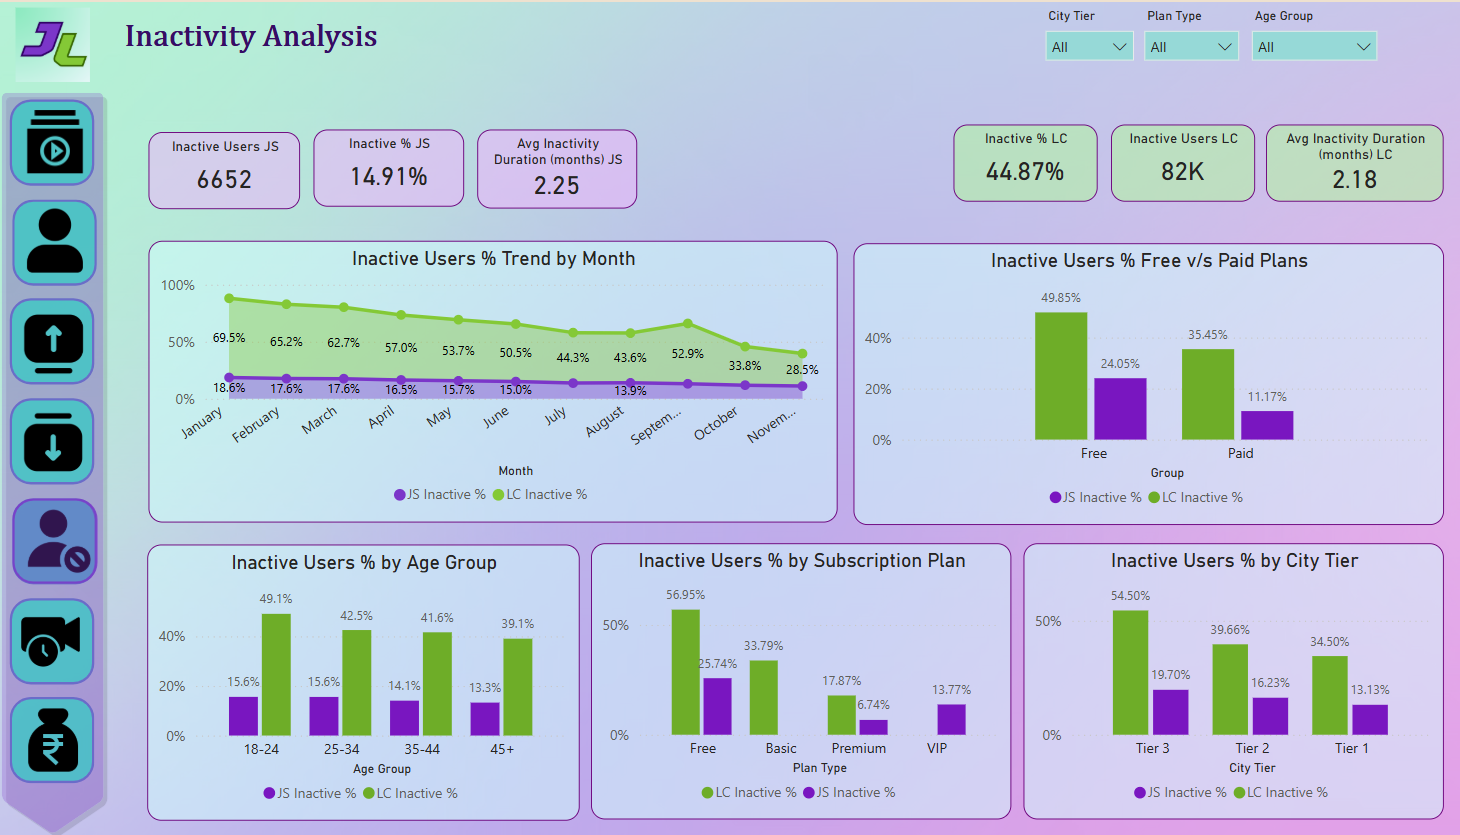 JL
Inactivity Analysis
City Tier
All
Plan Type
All
Age Group
All
Inactive Users JS
6652
Inactive % JS
14.91%
Avg Inactivity
Duration (months) JS
2.25
Inactive % LC
44.87%
Inactive Users LC
82K
Avg Inactivity Duration
(months) LC
2.18
Inactive Users % Trend by Month
100%
50%
0%
69.5% 65.2% 62.7% 57.0% 53.7% 50.5% 44.3% 43.6% 52.9% 33.8% 28.5%
18.6% 17.6% 17.6% 16.5% 15.7% 15.0% 13.9%
January February March April May June July August Septem... October Novem...
Month
JS Inactive % LC Inactive %
Inactive Users % Free v/s Paid Plans
40%
20%
0%
49.85% 24.05% 35.45% 11.17%
Free Paid
Group
JS Inactive % LC Inactive %
Inactive Users % by Age Group
40%
20%
0%
15.6% 49.1% 15.6% 42.5% 14.1% 41.6% 13.3% 39.1%
18-24 25-34 35-44 45+
Age Group
JS Inactive % LC Inactive %
Inactive Users % by Subscription Plan
50%
0%
56.95% 25.74% 33.79% 17.87% 6.74% 13.77%
Free Basic Premium VIP
Plan Type
LC Inactive % JS Inactive %
Inactive Users % by City Tier
50%
0%
54.50% 19.70% 39.66% 16.23% 34.50% 13.13%
Tier 3 Tier 2 Tier 1
City Tier
JS Inactive % LC Inactive %
₹